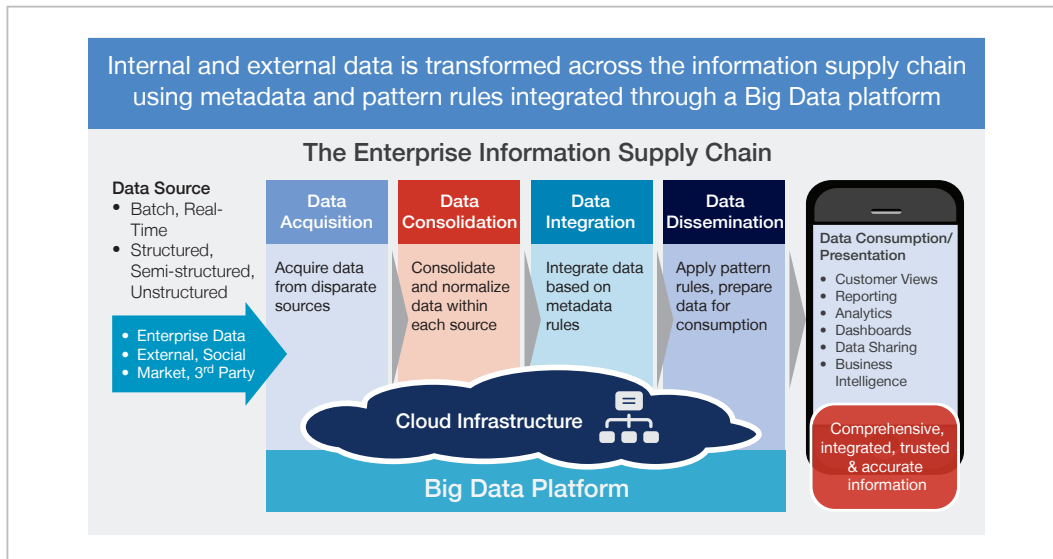 Internal and external data is transformed across the information supply chain
using metadata and pattern rules integrated through a Big Data platform
The Enterprise Information Supply Chain
Data Source
• Batch, Real-
Time
• Structured,
Semi-structured,
Unstructured
• Enterprise Data
• External, Social
• Market, 3rd Party
Data
Acquisition
Acquire data
from disparate
sources
Data
Consolidation
Consolidate
and normalize
data within
each source
Data
Integration
Integrate data
based on
metadata
rules
Data
Dissemination
Apply pattern
rules, prepare
data for
consumption
Cloud Infrastructure
Big Data Platform
Data Consumption/
Presentation
• Customer Views
• Reporting
• Analytics
• Dashboards
• Data Sharing
• Business
Intelligence
Comprehensive,
integrated, trusted
& accurate
information